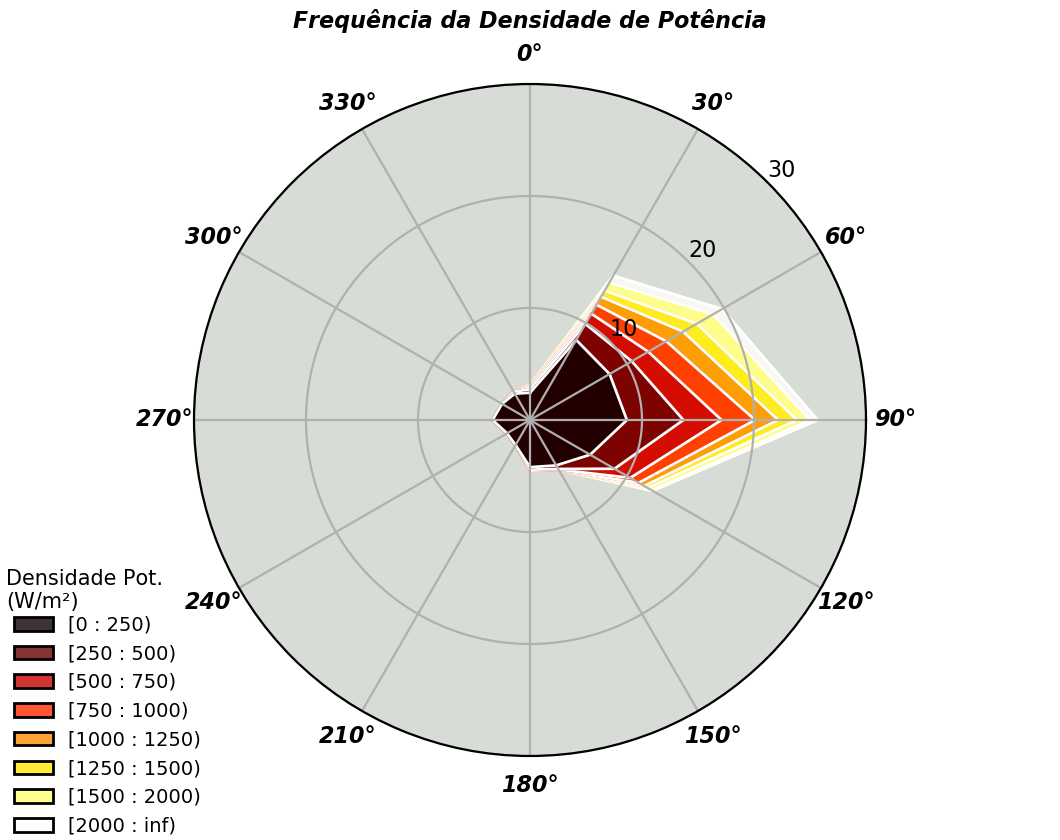 Frequência da Densidade de Potência
0°
330°
30°
30
300°
60°
20
10
270°
90°
240°
120°
210°
150°
180°
Densidade Pot.
(W/m²)
[0 : 250)
[250 : 500)
[500 : 750)
[750 : 1000)
[1000 : 1250)
[1250 : 1500)
[1500 : 2000)
[2000 : inf)